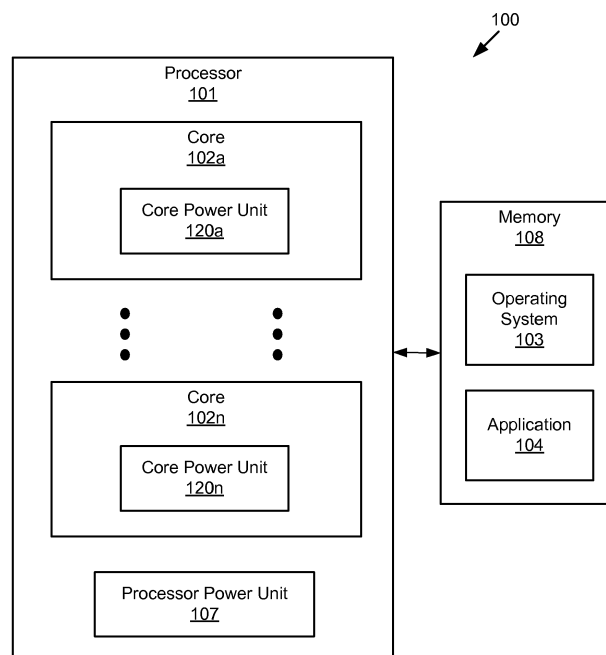 100
Processor
101
Core
102a
Core Power Unit
120a
Core
102n
Core Power Unit
120n
Processor Power Unit
107
Memory
108
Operating
System
103
Application
104